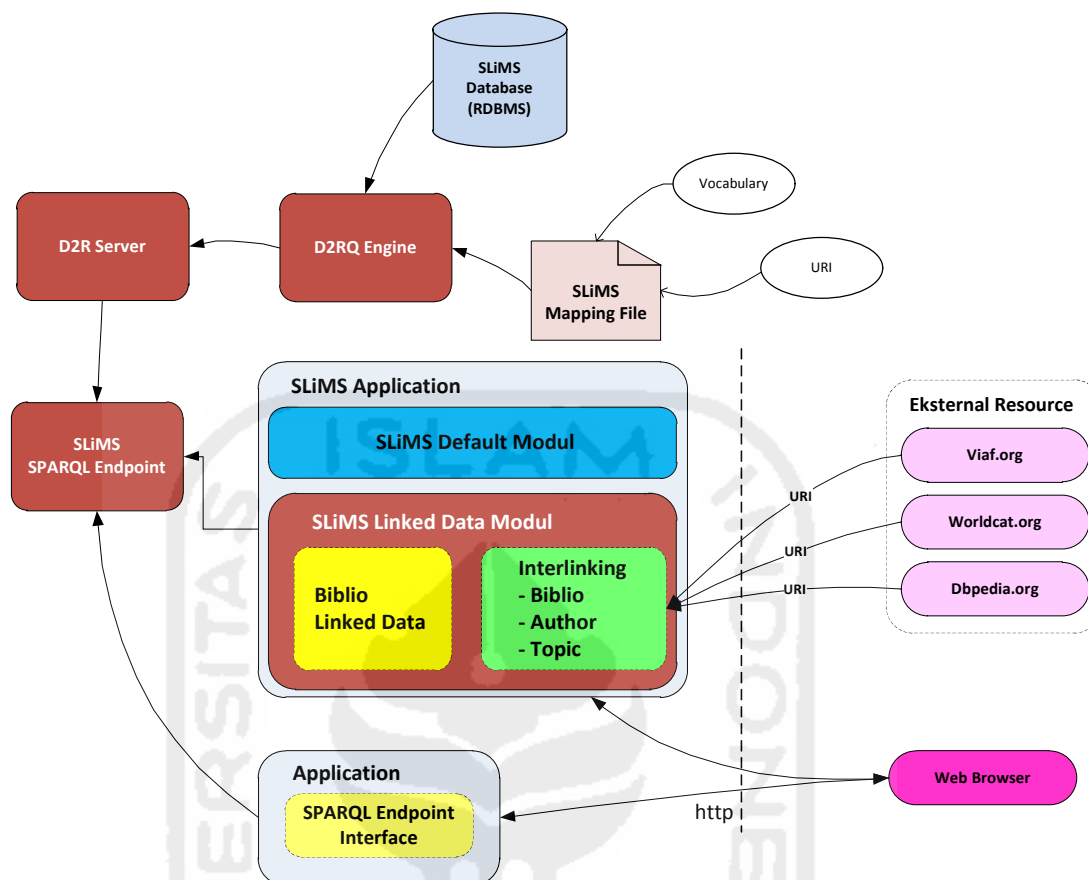 SLiMS
Database
(RDBMS)
Vocabulary
D2R Server
D2RQ Engine
URI
SLiMS
Mapping File
SLiMS Application
SLiMS Default Modul
Eksternal Resource
Viaf.org
SLiMS
SPARQL Endpoint
URI
Worldcat.org
SLiMS Linked Data Modul
URI
Biblio
Linked Data
Interlinking
- Biblio
- Author
- Topic
URI
Dbpedia.org
Application
SPARQL Endpoint
Interface
http
Web Browser
ISLAM
ERSITAS